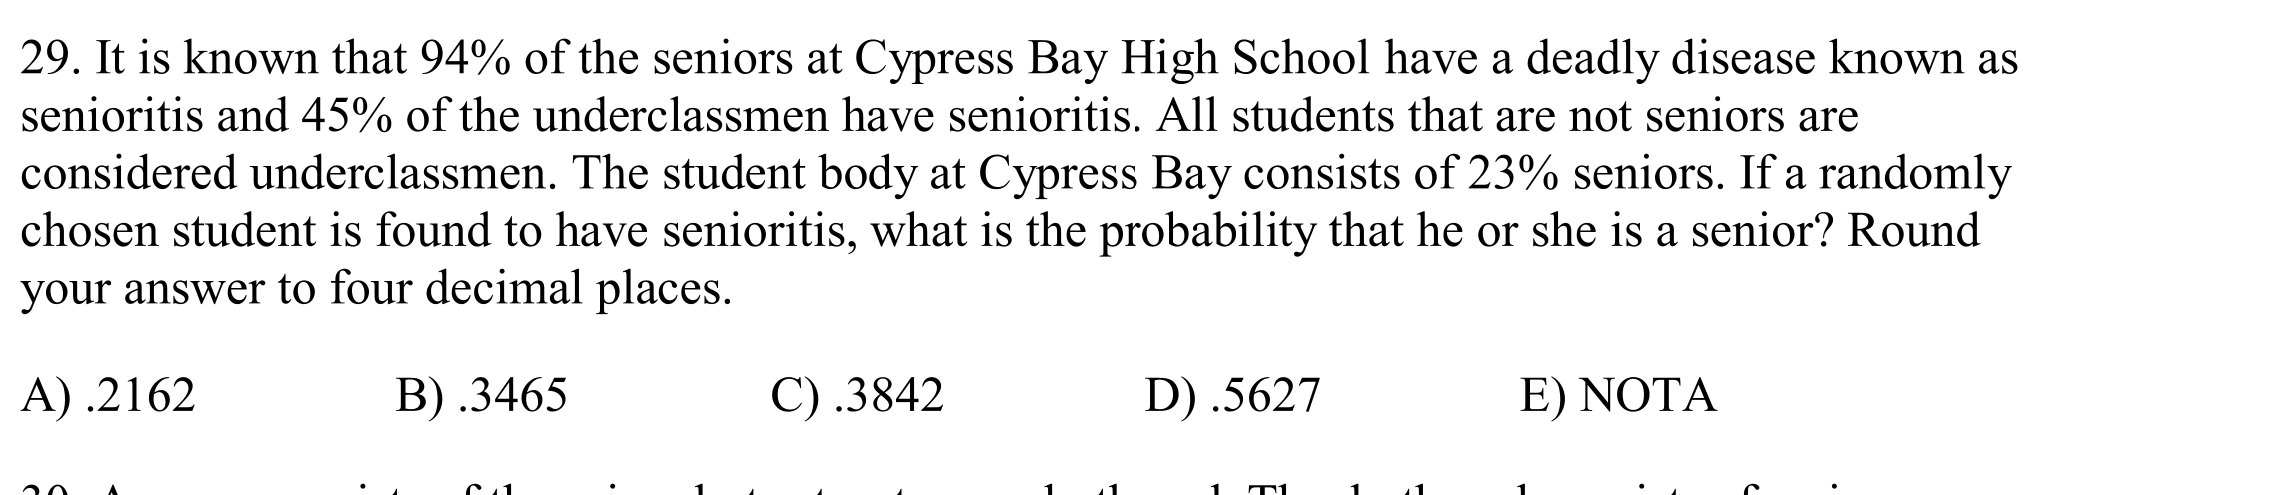 29. It is known that 94% of the seniors at Cypress Bay High School have a deadly disease known as
senioritis and 45% of the underclassmen have senioritis. All students that are not seniors are
considered underclassmen. The student body at Cypress Bay consists of 23% seniors. If a randomly
chosen student is found to have senioritis, what is the probability that he or she is a senior? Round
your answer to four decimal places.
A) .2162 B) .3465 C) .3842 D) .5627 E) NOTA